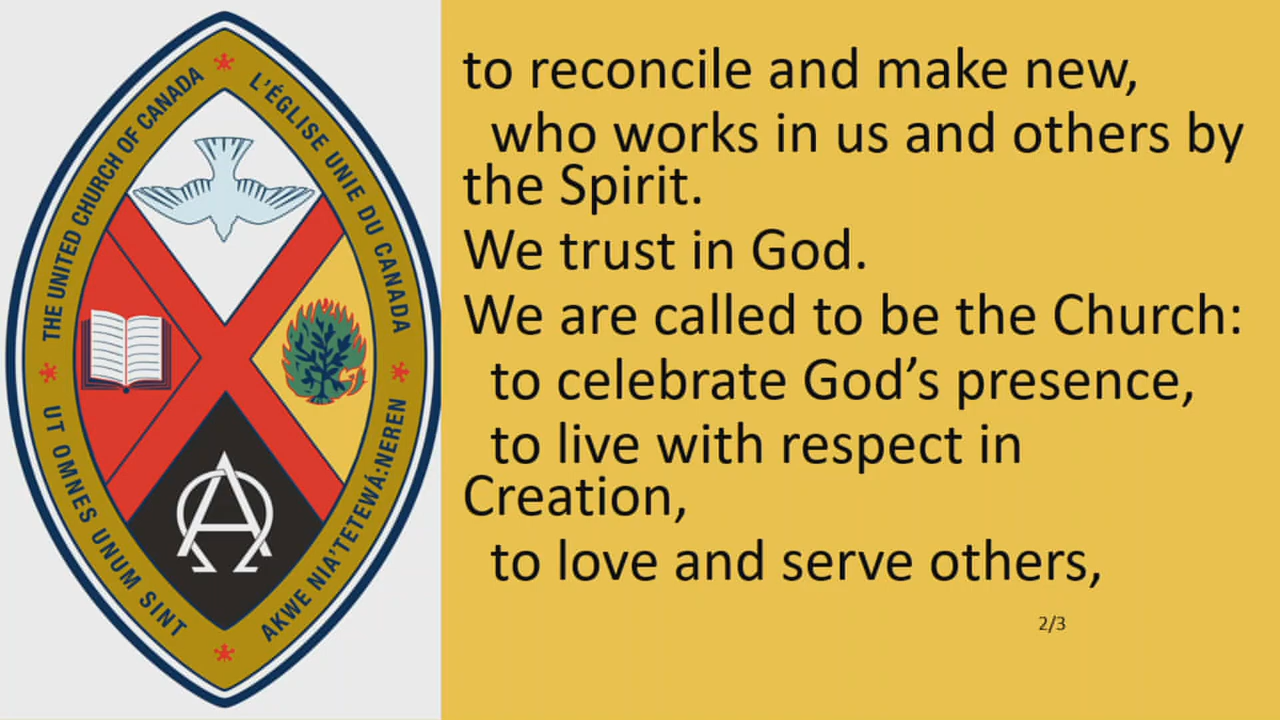 THE UNITED CHURCH OF CANADA
L'ÉGLISE UNIE DU CANADA
UT OMNES UNUM SINT
AKWE NIA'TETEWÁ:NEREN
ΑΩ
to reconcile and make new,
who works in us and others by
the Spirit.
We trust in God.
We are called to be the Church:
to celebrate God’s presence,
to live with respect in
Creation,
to love and serve others,
2/3